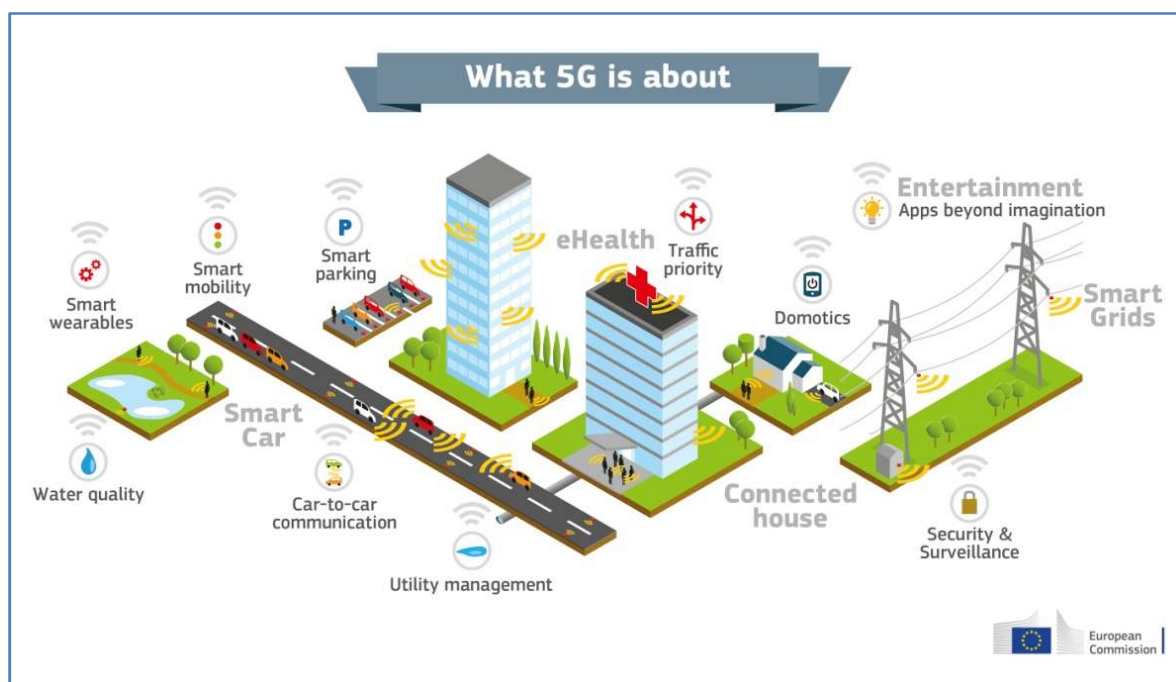 What 5G is about
Smart
wearables
Smart
mobility
P
Smart
parking
eHealth
Traffic
priority
Entertainment
Apps beyond imagination
Domotics
Smart
Grids
Smart
Car
Water quality
Car-to-car
communication
Utility management
Connected
house
Security &
Surveillance
European
Commission